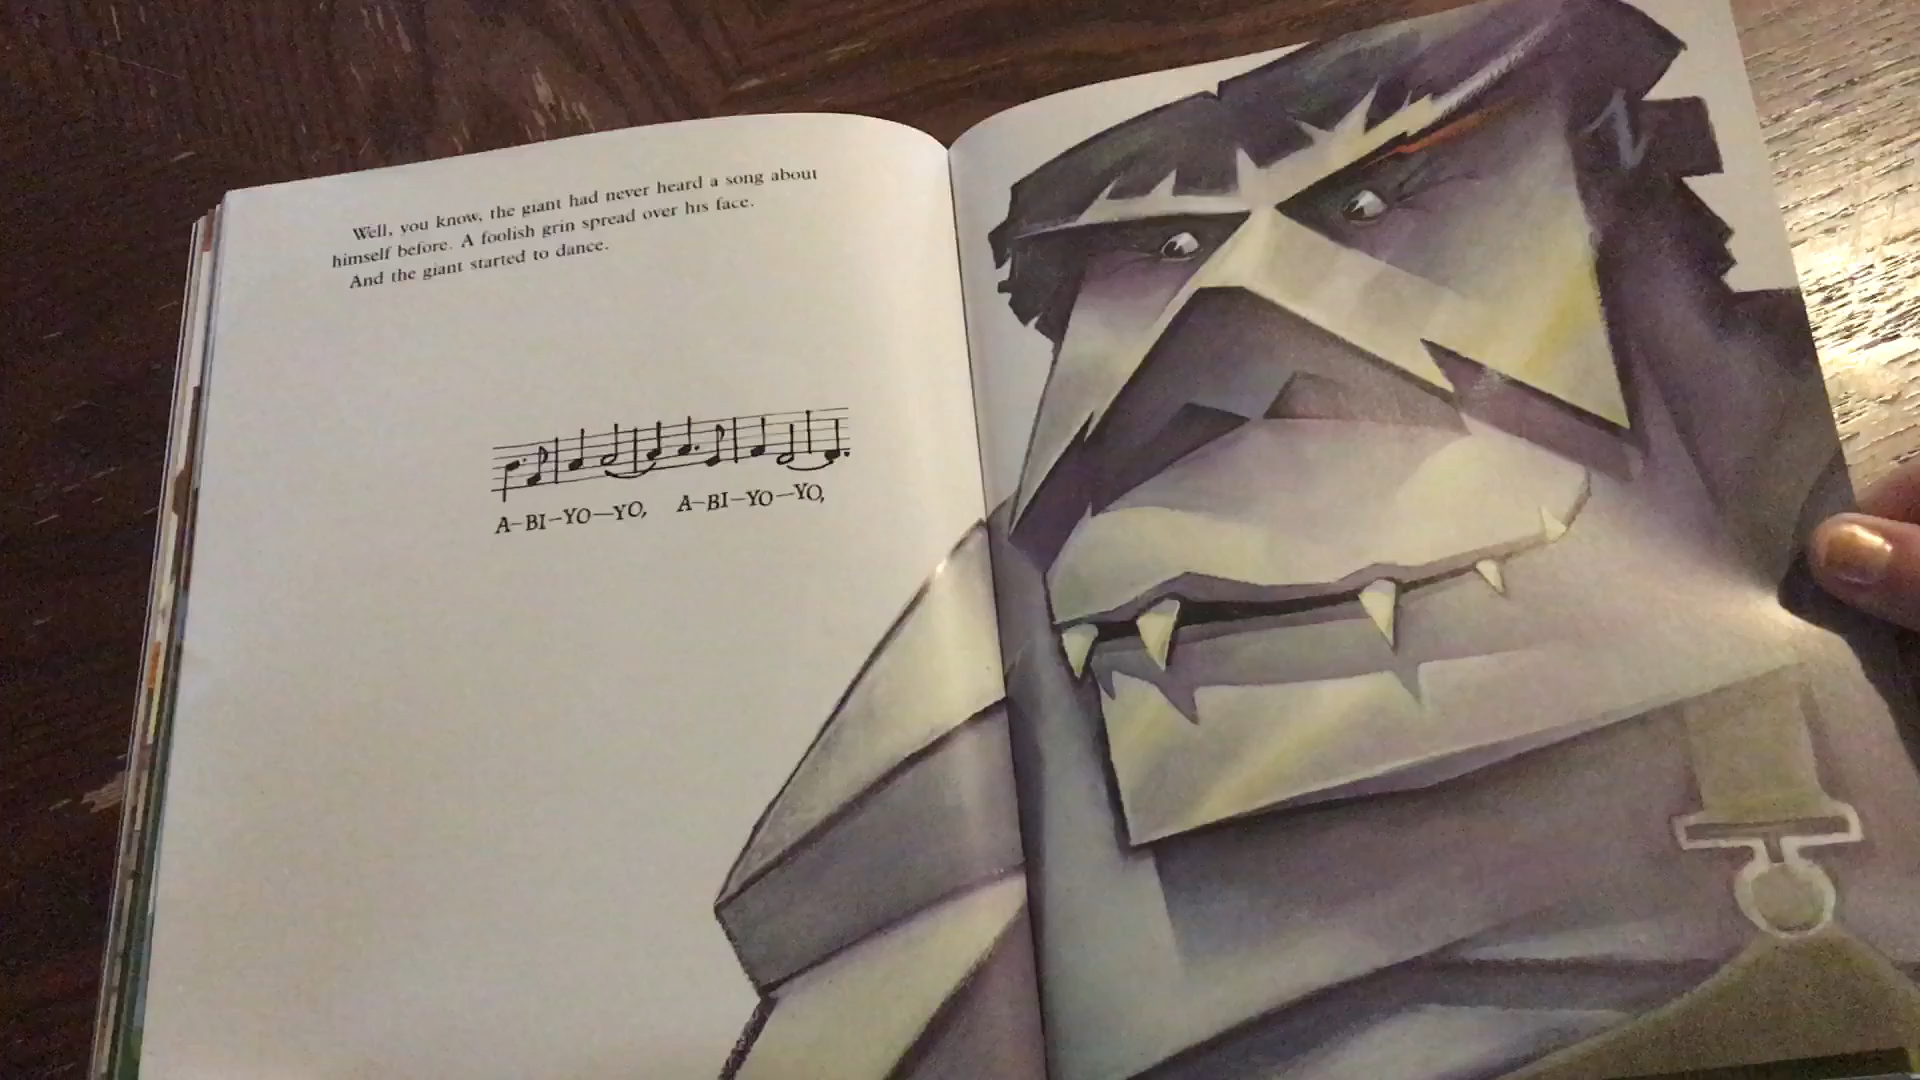 Well, you know, the giant had never heard a song about
himself before. A foolish grin spread over his face.
And the giant started to dance.
A-BI-YO-YO, A-BI-YO-YO,